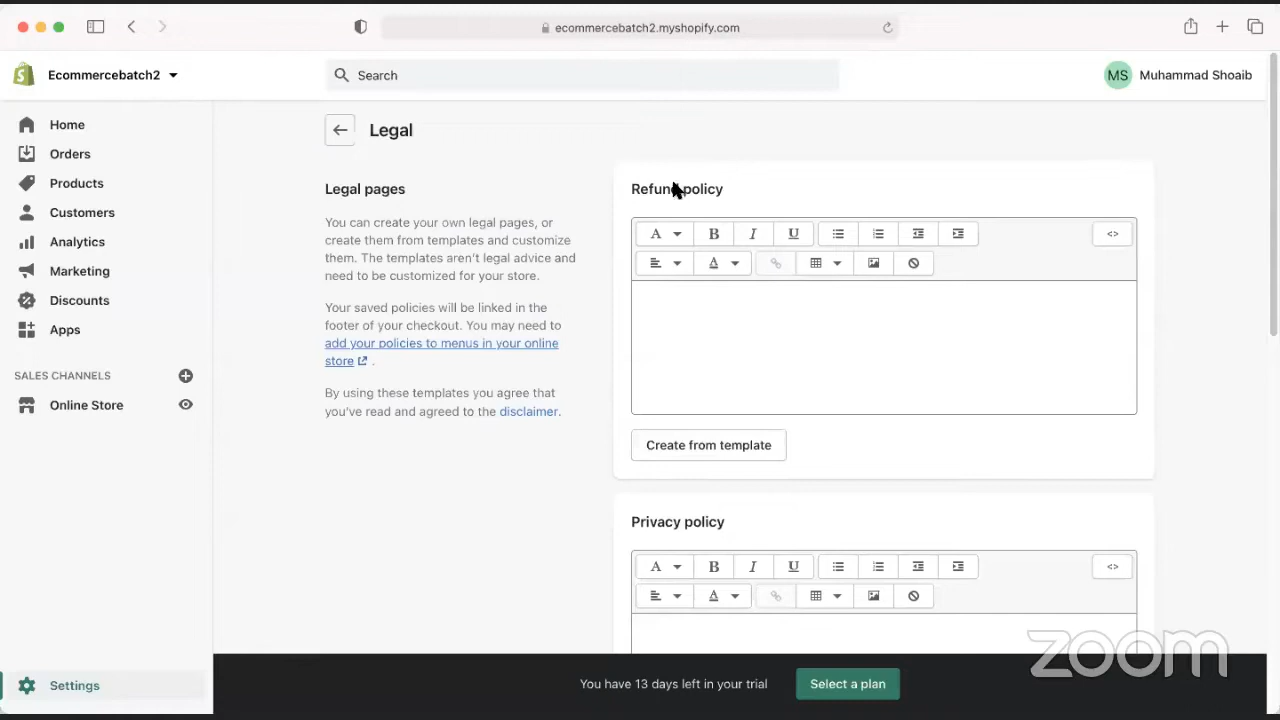 ecommercebatch2.myshopify.com
Ecommercebatch2
Search
MS
Muhammad Shoaib
Home
Orders
Products
Customers
Analytics
Marketing
Discounts
Apps
SALES CHANNELS
Online Store
Settings
Legal
Legal pages
You can create your own legal pages, or
create them from templates and customize
them. The templates aren't legal advice and
need to be customized for your store.
Your saved policies will be linked in the
footer of your checkout. You may need to
add your policies to menus in your online
store .
By using these templates you agree that
you've read and agreed to the disclaimer.
Refund policy
A B I U <>
A
Create from template
Privacy policy
A B I U <>
A
You have 13 days left in your trial
Select a plan
zoom